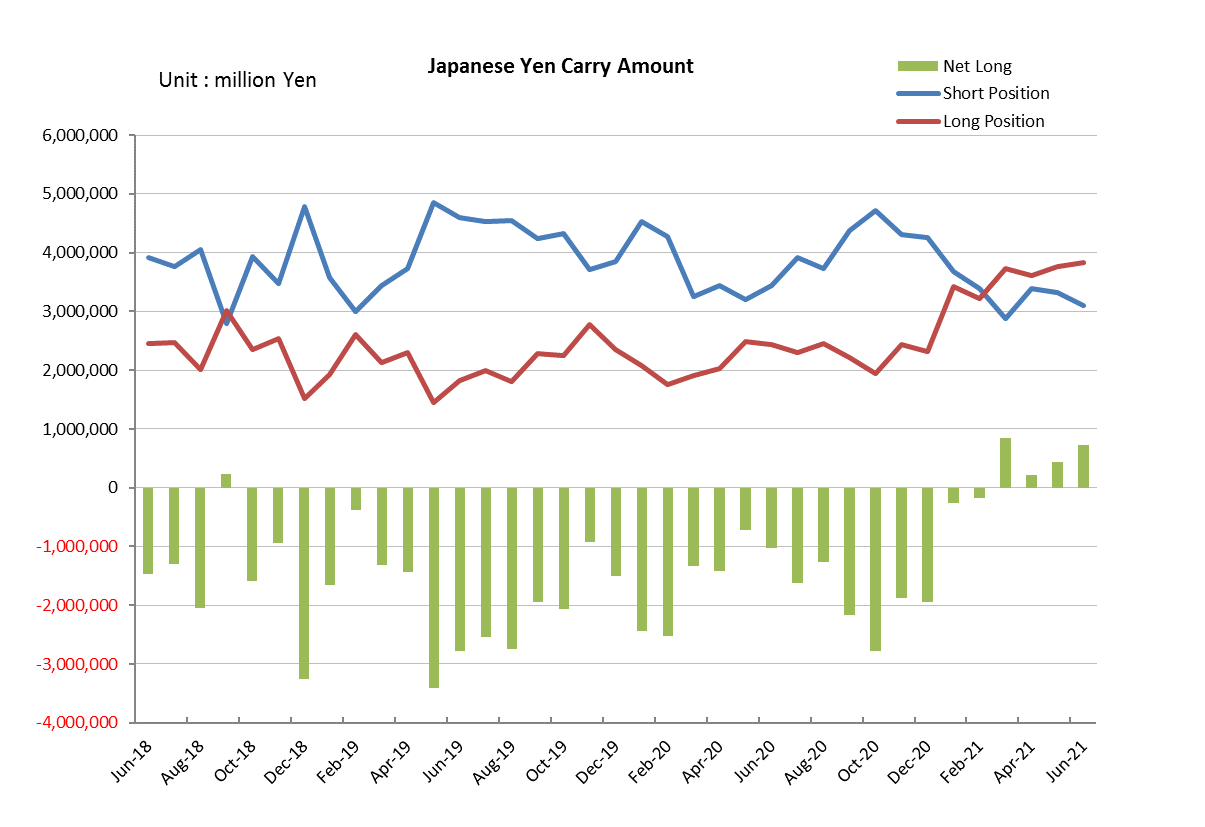 Japanese Yen Carry Amount
Unit : million Yen
Net Long
Short Position
Long Position
6,000,000
5,000,000
4,000,000
3,000,000
2,000,000
1,000,000
0
-1,000,000
-2,000,000
-3,000,000
-4,000,000
Jun-18
Aug-18
Oct-18
Dec-18
Feb-19
Apr-19
Jun-19
Aug-19
Oct-19
Dec-19
Feb-20
Apr-20
Jun-20
Aug-20
Oct-20
Dec-20
Feb-21
Apr-21
Jun-21